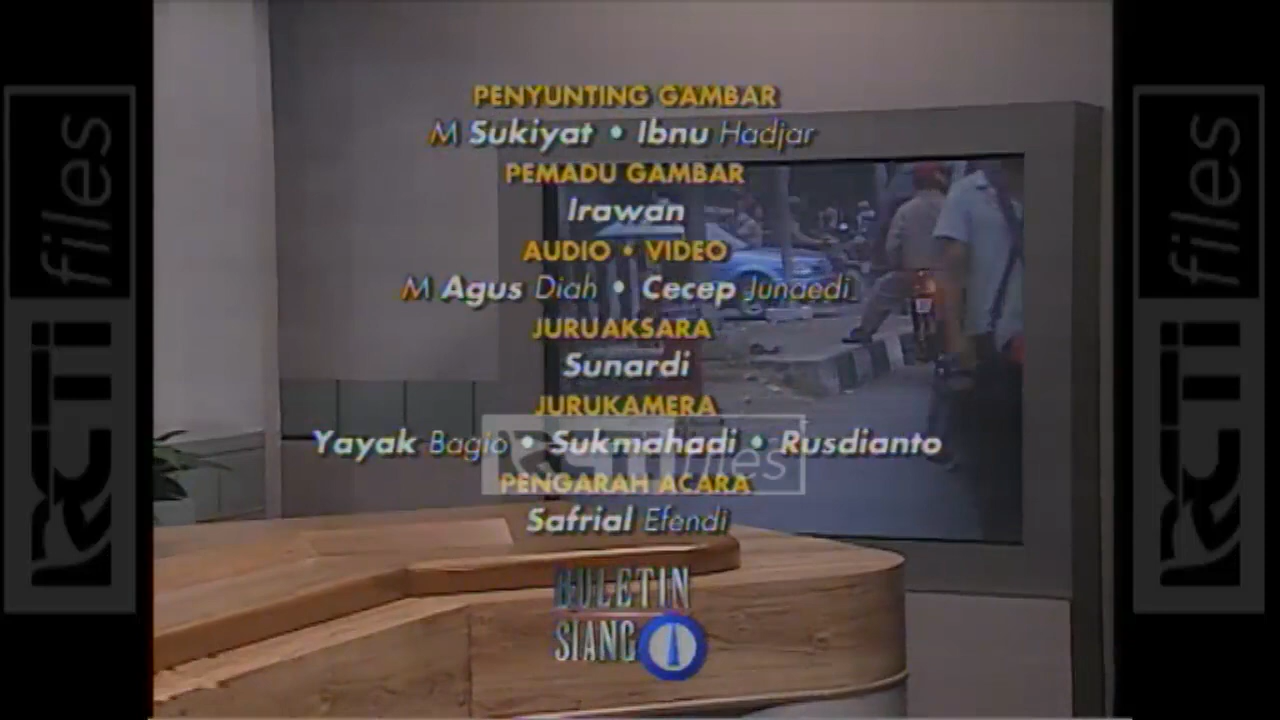 PENYUNTING GAMBAR
M Sukiyat • Ibnu Hadjar
PEMADU GAMBAR
Irawan
AUDIO • VIDEO
M Agus Diah • Cecep Junaedi
JURUAKSARA
Sunardi
JURUKAMERA
Yayak Bagio • Sukmahadi • Rusdianto
PENGARAH ACARA
Safrial Efendi
BULETIN
SIANG
RCTI files
RCTI files
RCTI files